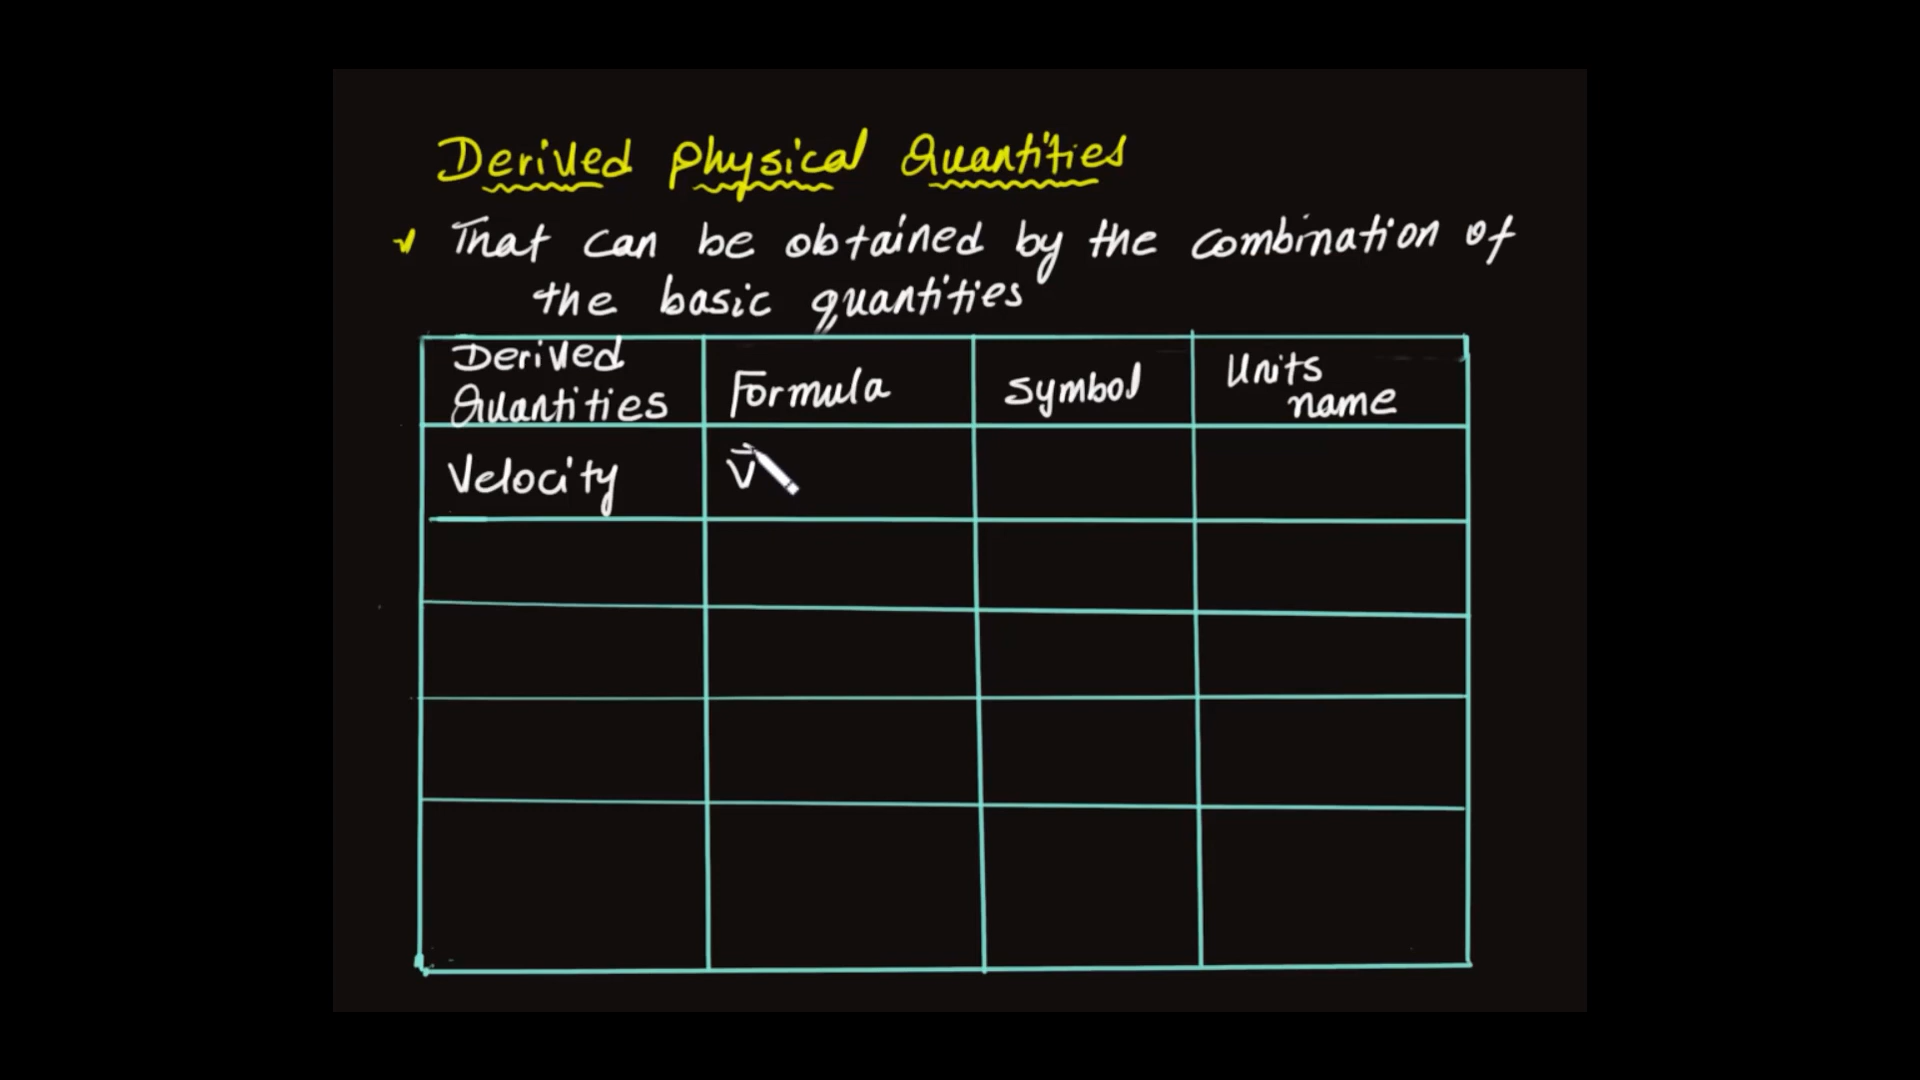 Derived Physical Quantities
✓ That can be obtained by the combination of
the basic quantities
Derived
Quantities
Formula
Symbol
Units
name
Velocity
V⃗